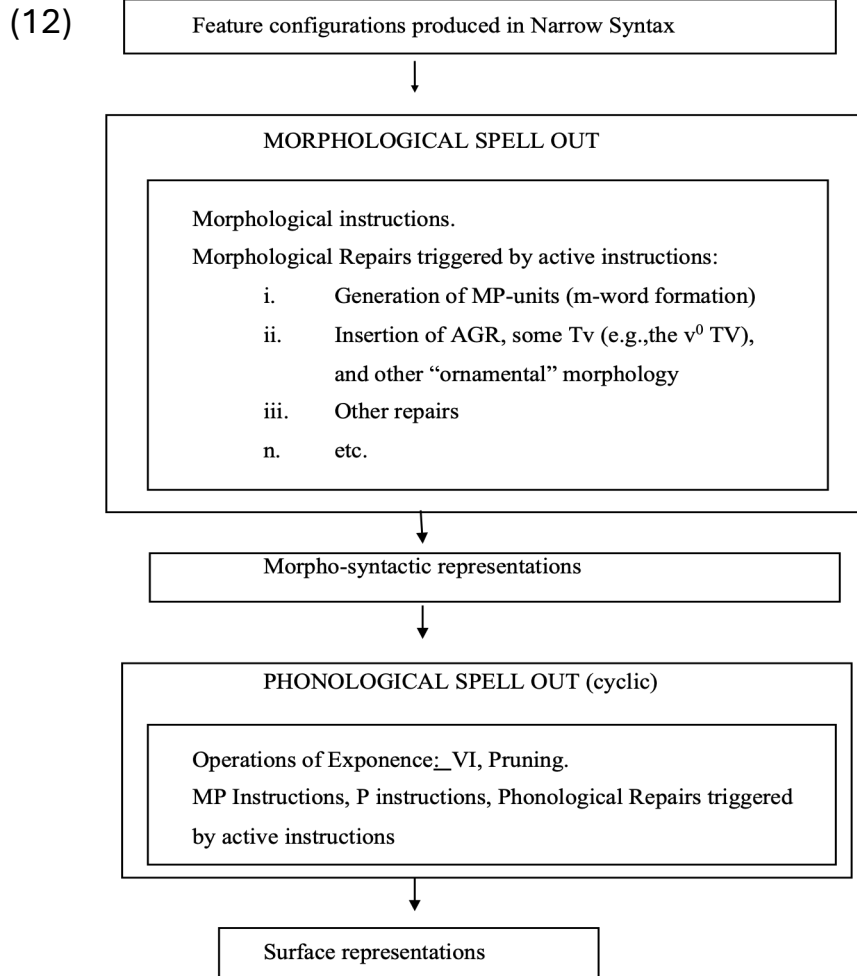 (12)
Feature configurations produced in Narrow Syntax
MORPHOLOGICAL SPELL OUT
Morphological instructions.
Morphological Repairs triggered by active instructions:
i. Generation of MP-units (m-word formation)
ii. Insertion of AGR, some Tv (e.g.,the v⁰ TV),
and other “ornamental” morphology
iii. Other repairs
n. etc.
Morpho-syntactic representations
PHONOLOGICAL SPELL OUT (cyclic)
Operations of Exponence:_VI, Pruning.
MP Instructions, P instructions, Phonological Repairs triggered
by active instructions
Surface representations